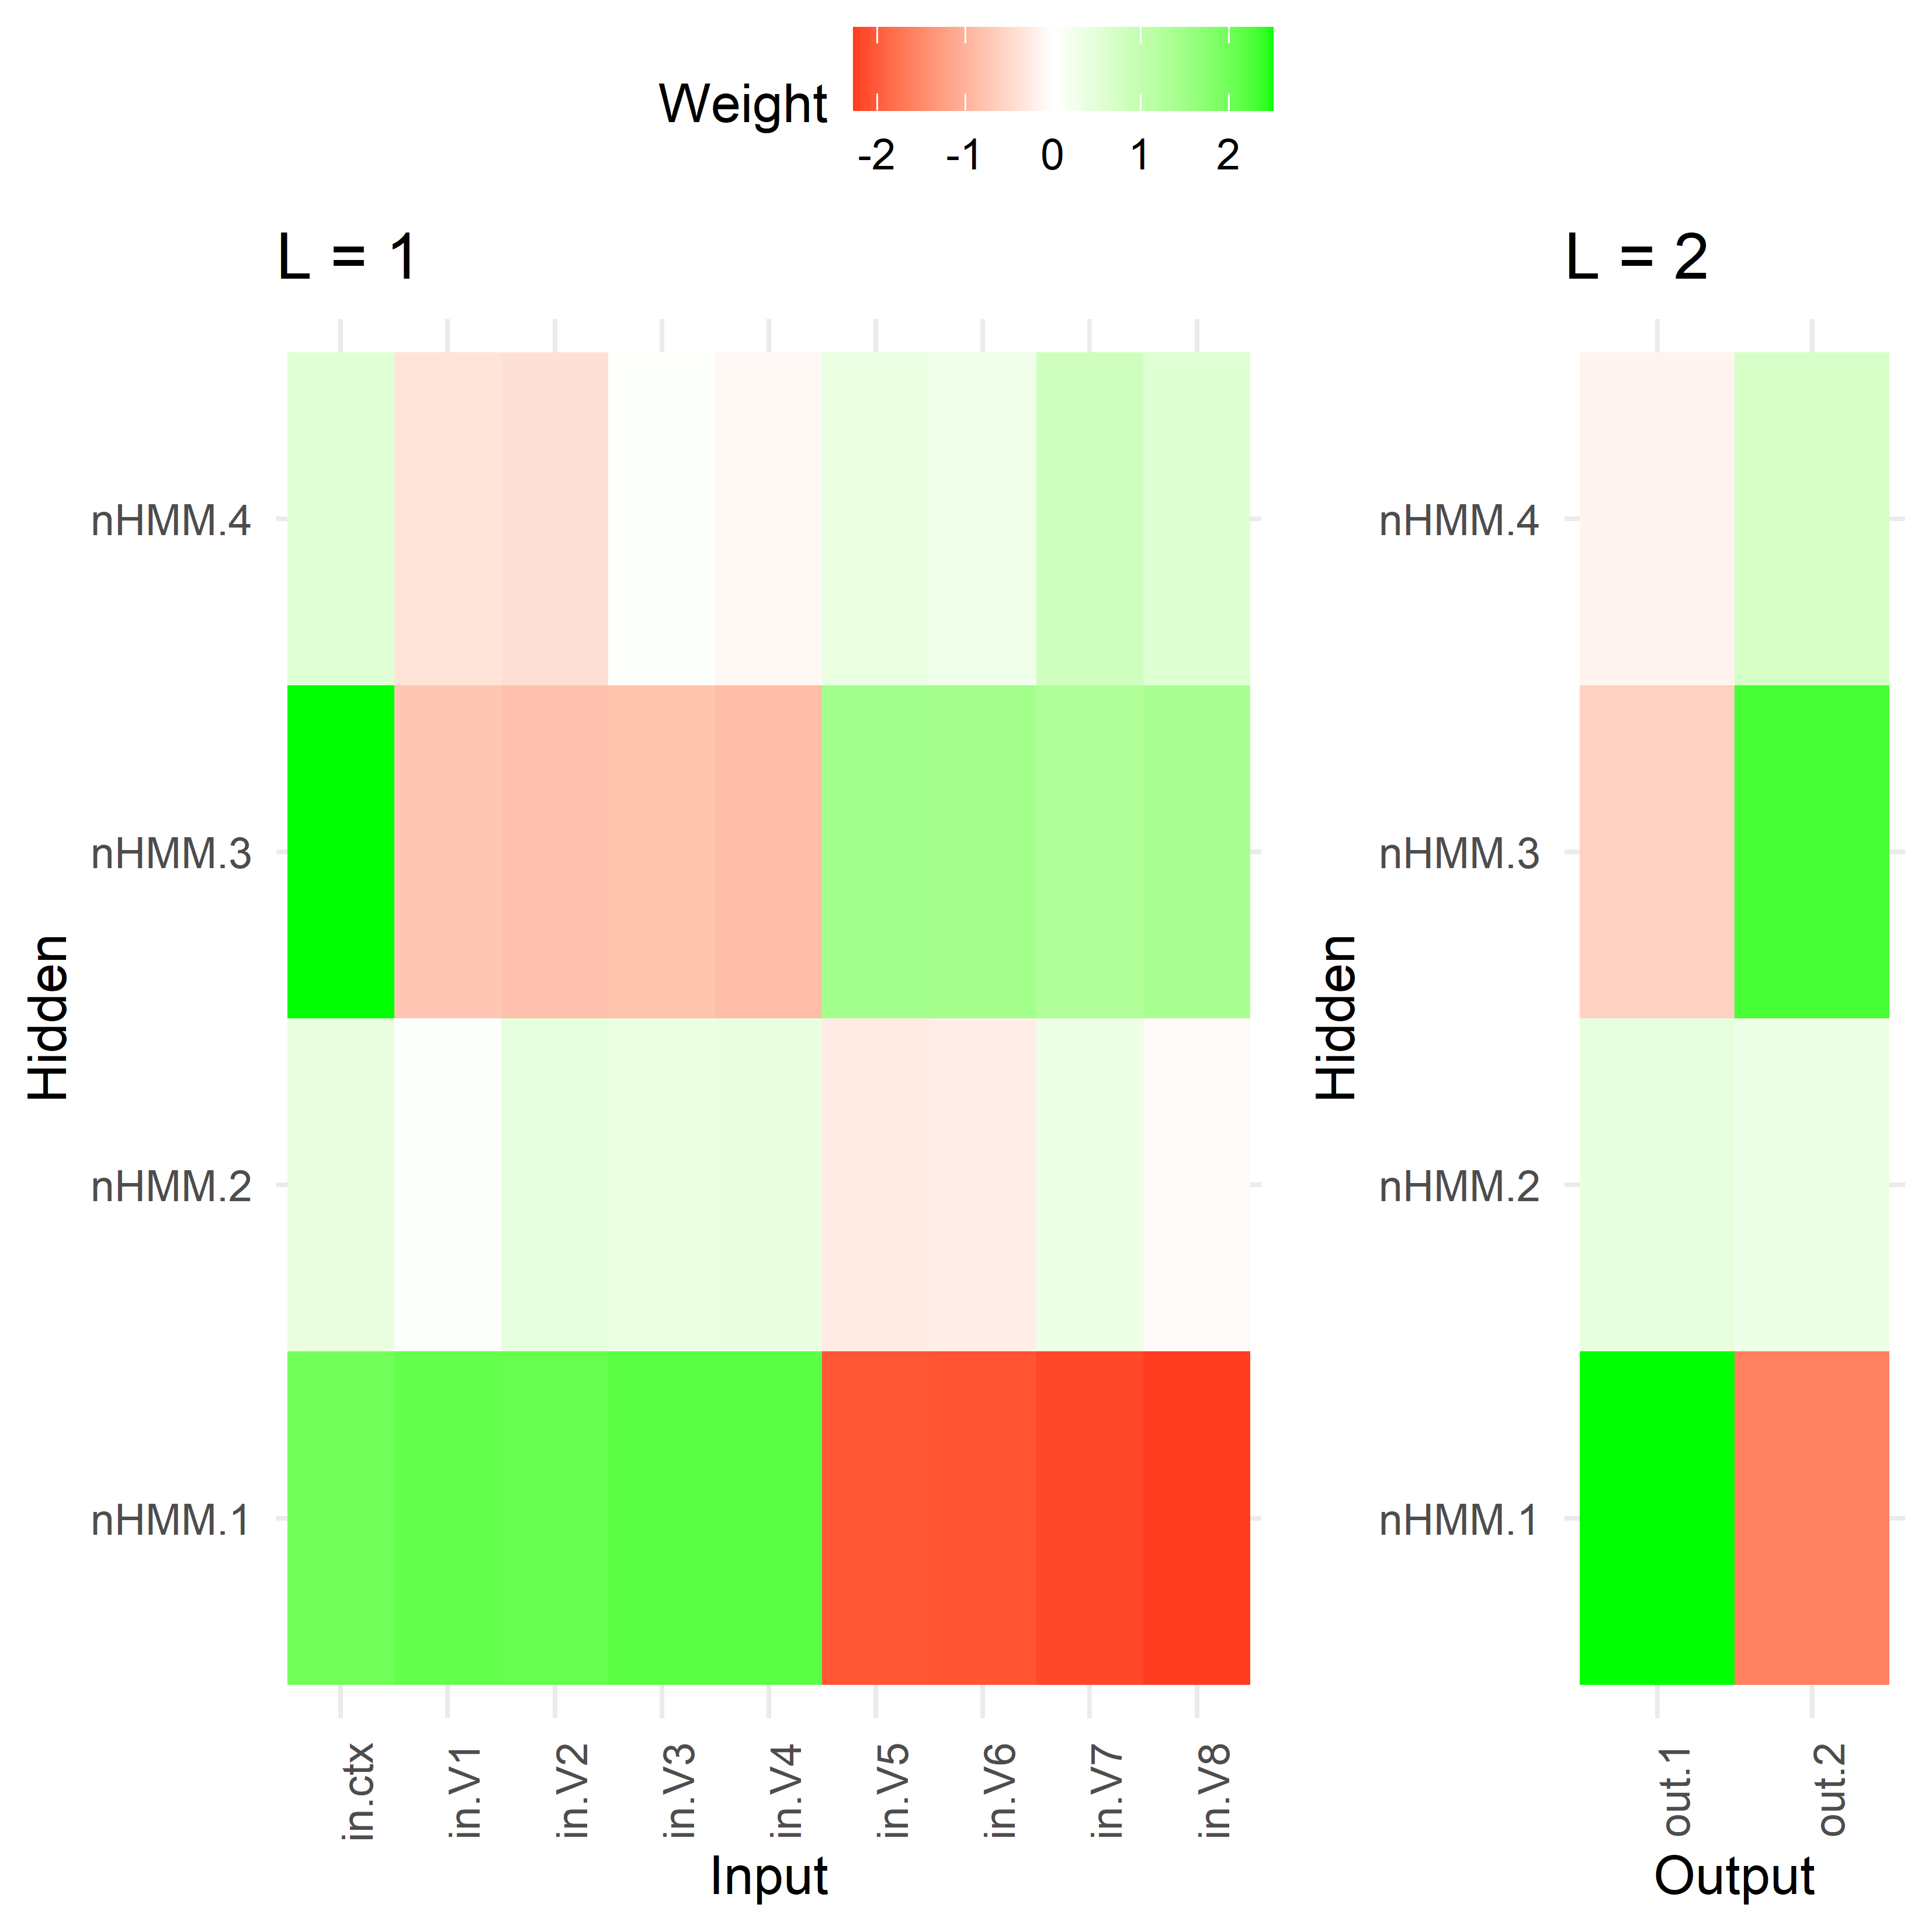 Weight
-2 -1 0 1 2
L = 1
L = 2
nHMM.4
nHMM.3
nHMM.2
nHMM.1
Hidden
in.ctx
in.V1
in.V2
in.V3
in.V4
in.V5
in.V6
in.V7
in.V8
Input
nHMM.4
nHMM.3
nHMM.2
nHMM.1
Hidden
out.1
out.2
Output